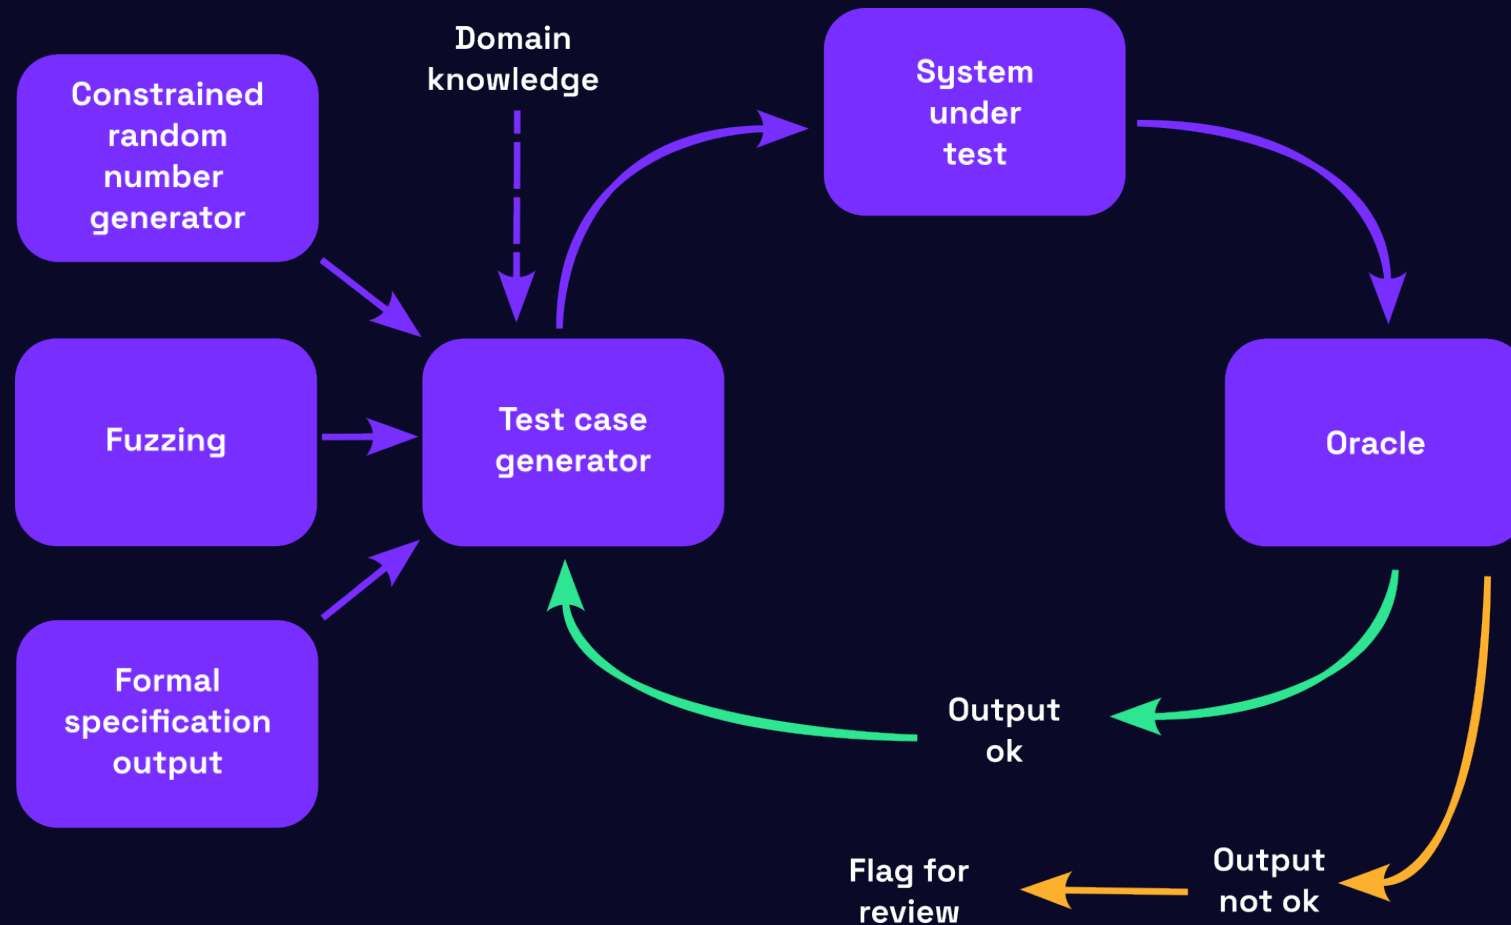 Domain
knowledge
Constrained
random
number
generator
System
under
test
Fuzzing
Test case
generator
Oracle
Formal
specification
output
Output
ok
Output
not ok
Flag for
review